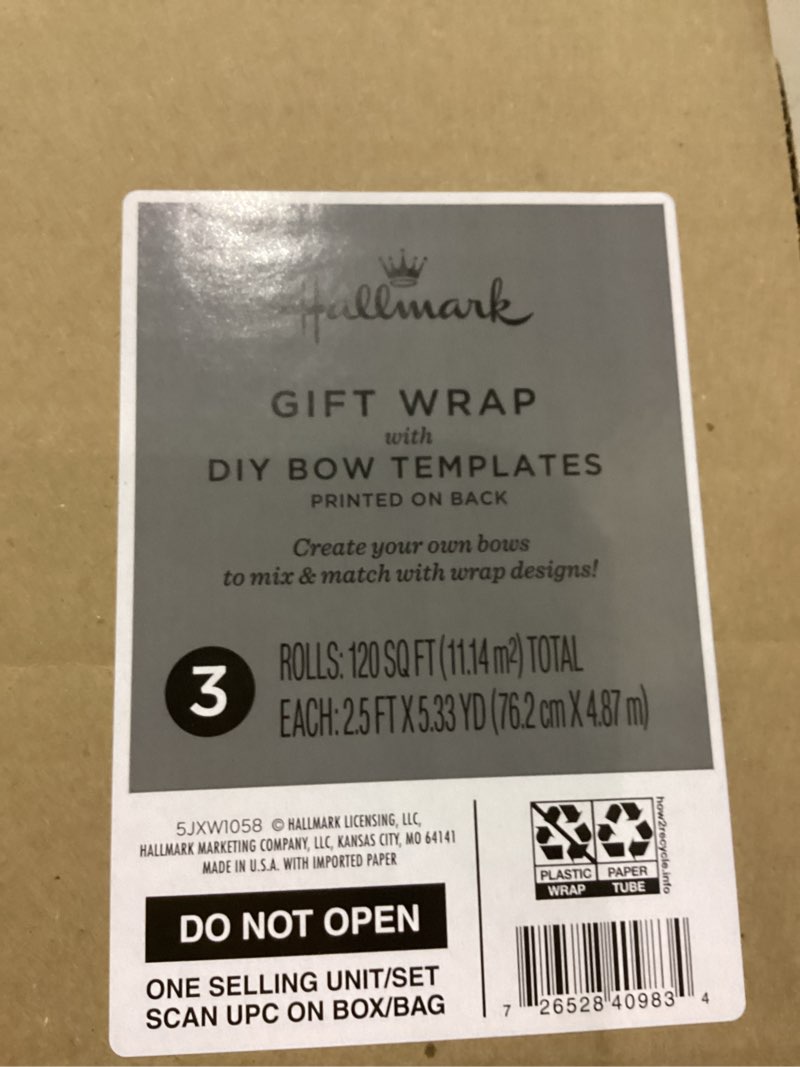 Hallmark
GIFT WRAP
with
DIY BOW TEMPLATES
PRINTED ON BACK
Create your own bows
to mix & match with wrap designs!
3
ROLLS: 120 SQ FT (11.14 m²) TOTAL
EACH: 2.5 FT X 5.33 YD (76.2 cm X 4.87 m)
5JXW1058 © HALLMARK LICENSING, LLC,
HALLMARK MARKETING COMPANY, LLC, KANSAS CITY, MO 64141
MADE IN U.S.A. WITH IMPORTED PAPER
DO NOT OPEN
ONE SELLING UNIT/SET
SCAN UPC ON BOX/BAG
PLASTIC PAPER
WRAP TUBE
how2recycle.info
7 26528 40983 4